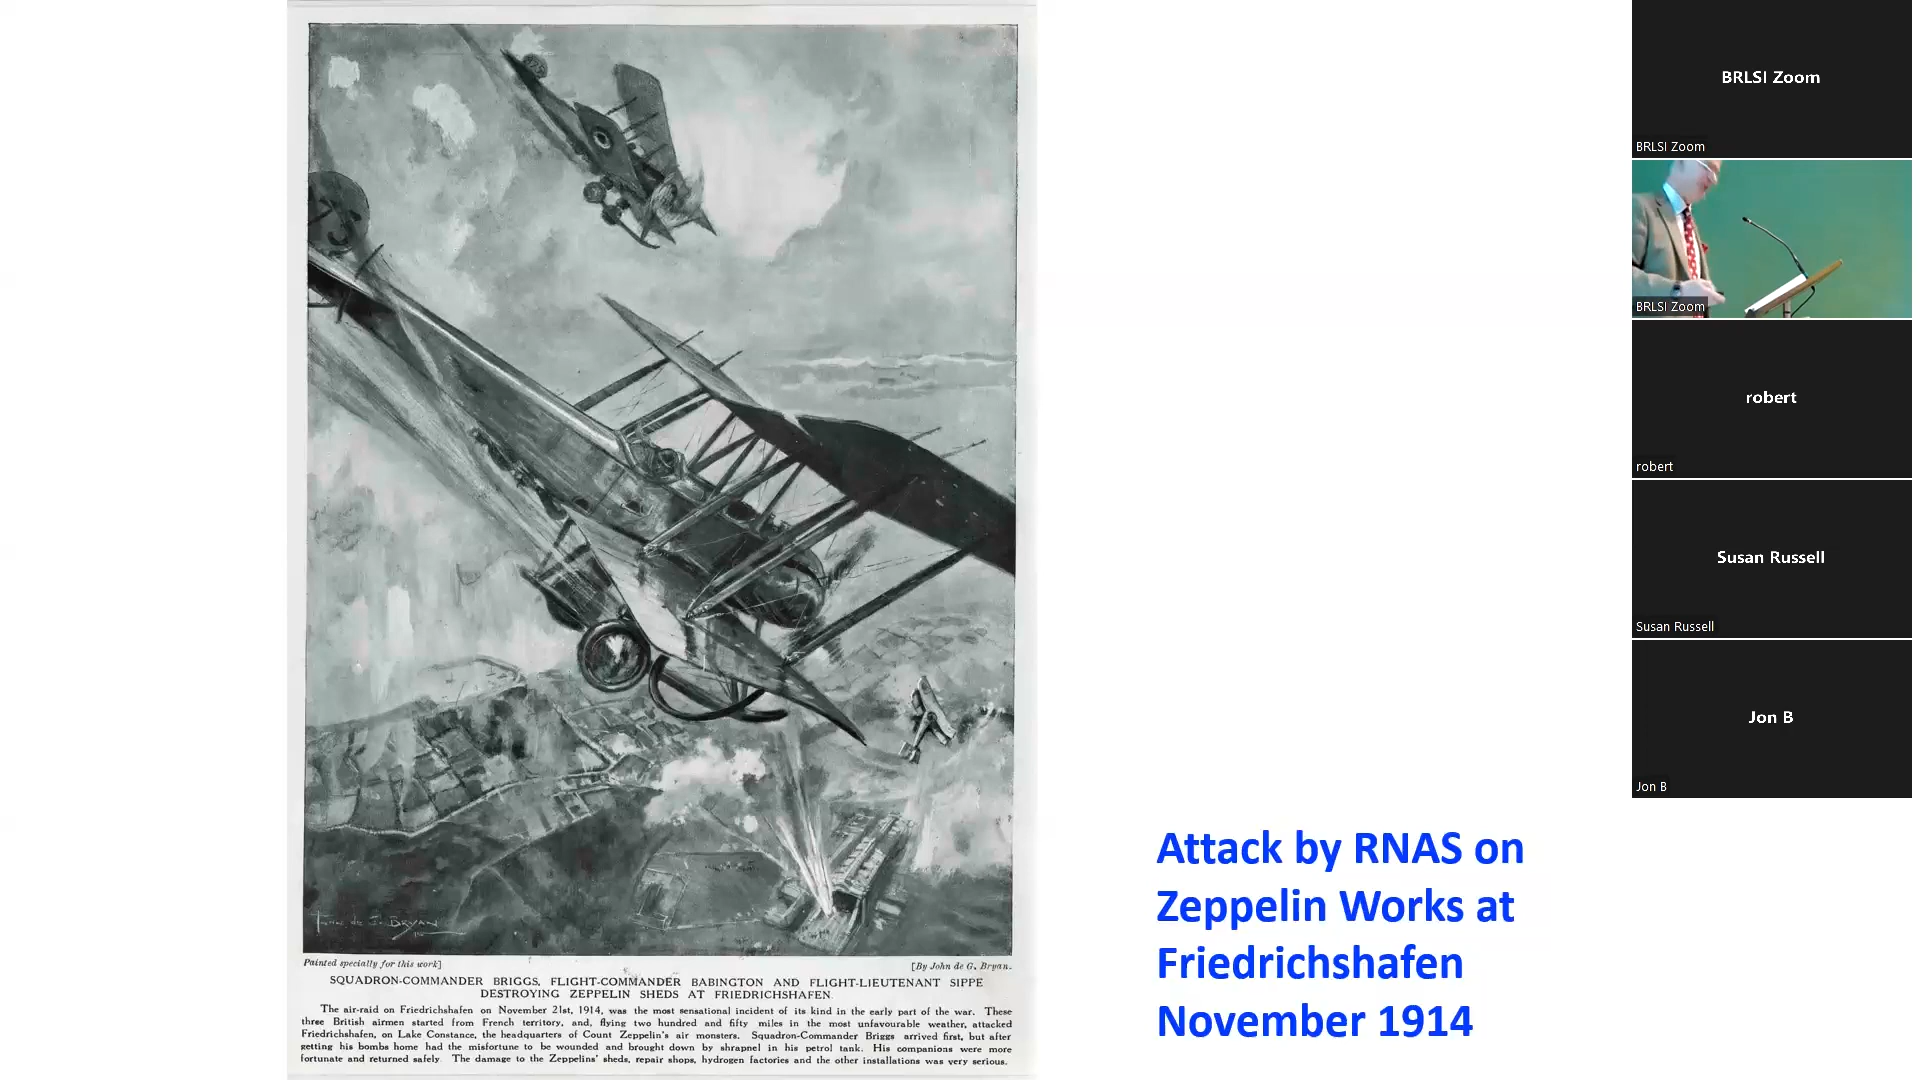 Painted specially for this work]
[By John de G. Bryan.
SQUADRON-COMMANDER BRIGGS, FLIGHT-COMMANDER BABINGTON AND FLIGHT-LIEUTENANT SIPPE
DESTROYING ZEPPELIN SHEDS AT FRIEDRICHSHAFEN.
The air-raid on Friedrichshafen on November 21st, 1914, was the most sensational incident of its kind in the early part of the war. These
three British airmen started from French territory, and, flying two hundred and fifty miles in the most unfavourable weather, attacked
Friedrichshafen, on Lake Constance, the headquarters of Count Zeppelin's air monsters. Squadron-Commander Briggs arrived first, but after
getting his bombs home had the misfortune to be wounded and brought down by shrapnel in his petrol tank. His companions were more
fortunate and returned safely. The damage to the Zeppelins' sheds, repair shops, hydrogen factories and the other installations was very serious.
Attack by RNAS on
Zeppelin Works at
Friedrichshafen
November 1914
BRLSI Zoom
BRLSI Zoom
BRLSI Zoom
robert
robert
Susan Russell
Susan Russell
Jon B
Jon B